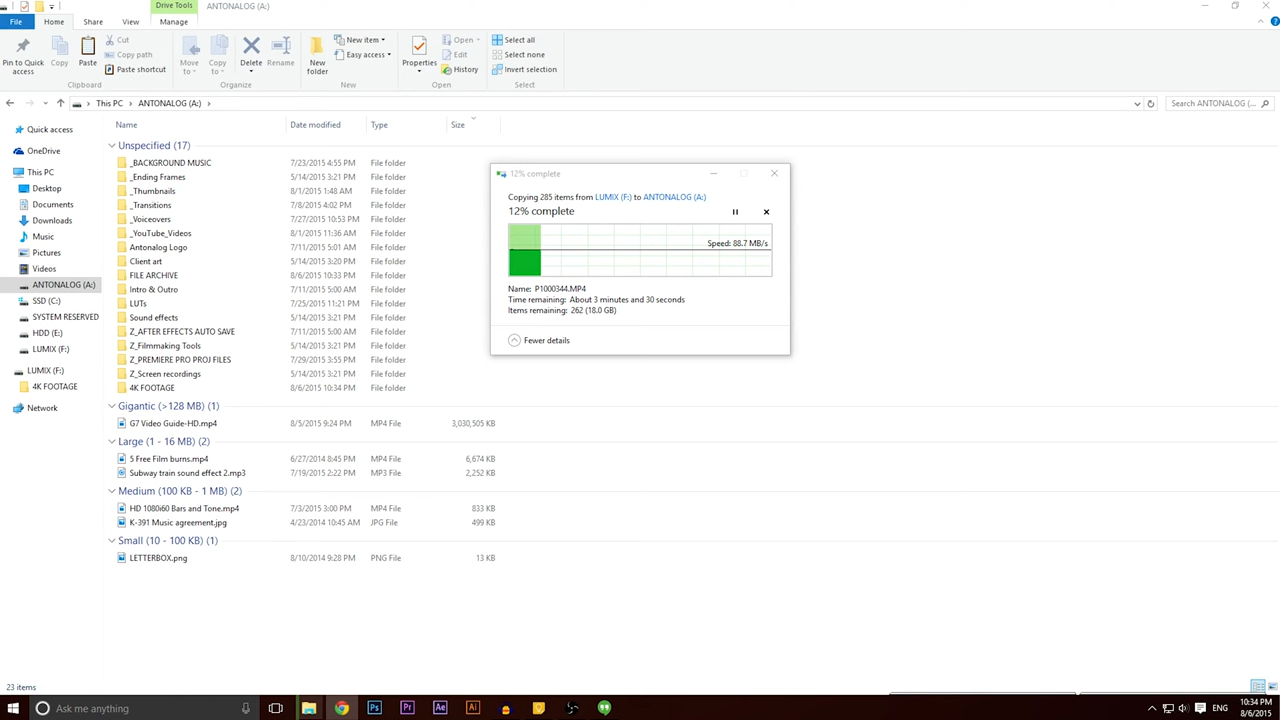 Drive Tools
ANTONALOG (A:)
File Home Share View Manage
Pin to Quick access
Copy
Paste
Cut
Copy path
Paste shortcut
Clipboard
Move to
Copy to
Delete
Rename
Organize
New folder
New item
Easy access
New
Properties
Open
Edit
History
Open
Select all
Select none
Invert selection
Select
This PC > ANTONALOG (A:) >
Search ANTONALOG (...
Quick access
OneDrive
This PC
Desktop
Documents
Downloads
Music
Pictures
Videos
ANTONALOG (A:)
SSD (C:)
SYSTEM RESERVED
HDD (E:)
LUMIX (F:)
LUMIX (F:)
4K FOOTAGE
Network
Name Date modified Type Size
Unspecified (17)
_BACKGROUND MUSIC 7/23/2015 4:55 PM File folder
_Ending Frames 5/14/2015 3:21 PM File folder
_Thumbnails 8/1/2015 1:48 AM File folder
_Transitions 7/8/2015 4:02 PM File folder
_Voiceovers 7/27/2015 10:53 PM File folder
_YouTube_Videos 8/1/2015 11:36 AM File folder
Antonalog Logo 7/11/2015 5:01 AM File folder
Client art 5/14/2015 3:20 PM File folder
FILE ARCHIVE 8/6/2015 10:33 PM File folder
Intro & Outro 7/11/2015 5:00 AM File folder
LUTs 7/25/2015 11:21 PM File folder
Sound effects 5/14/2015 3:21 PM File folder
Z_AFTER EFFECTS AUTO SAVE 7/11/2015 5:00 AM File folder
Z_Filmmaking Tools 5/14/2015 3:21 PM File folder
Z_PREMIERE PRO PROJ FILES 7/29/2015 3:55 PM File folder
Z_Screen recordings 5/14/2015 3:21 PM File folder
4K FOOTAGE 8/6/2015 10:34 PM File folder
Gigantic (>128 MB) (1)
G7 Video Guide-HD.mp4 8/5/2015 9:24 PM MP4 File 3,030,505 KB
Large (1 - 16 MB) (2)
5 Free Film burns.mp4 6/27/2014 8:45 PM MP4 File 6,674 KB
Subway train sound effect 2.mp3 7/19/2015 2:22 PM MP3 File 2,252 KB
Medium (100 KB - 1 MB) (2)
HD 1080i60 Bars and Tone.mp4 7/3/2015 3:00 PM MP4 File 833 KB
K-391 Music agreement.jpg 4/23/2014 10:45 AM JPG File 499 KB
Small (10 - 100 KB) (1)
LETTERBOX.png 8/10/2014 9:28 PM PNG File 13 KB
12% complete
Copying 285 items from LUMIX (F:) to ANTONALOG (A:)
12% complete
Speed: 88.7 MB/s
Name: P1000344.MP4
Time remaining: About 3 minutes and 30 seconds
Items remaining: 262 (18.0 GB)
Fewer details
23 items
Ask me anything
Ps Pr Ae Ai
ENG
10:34 PM
8/6/2015